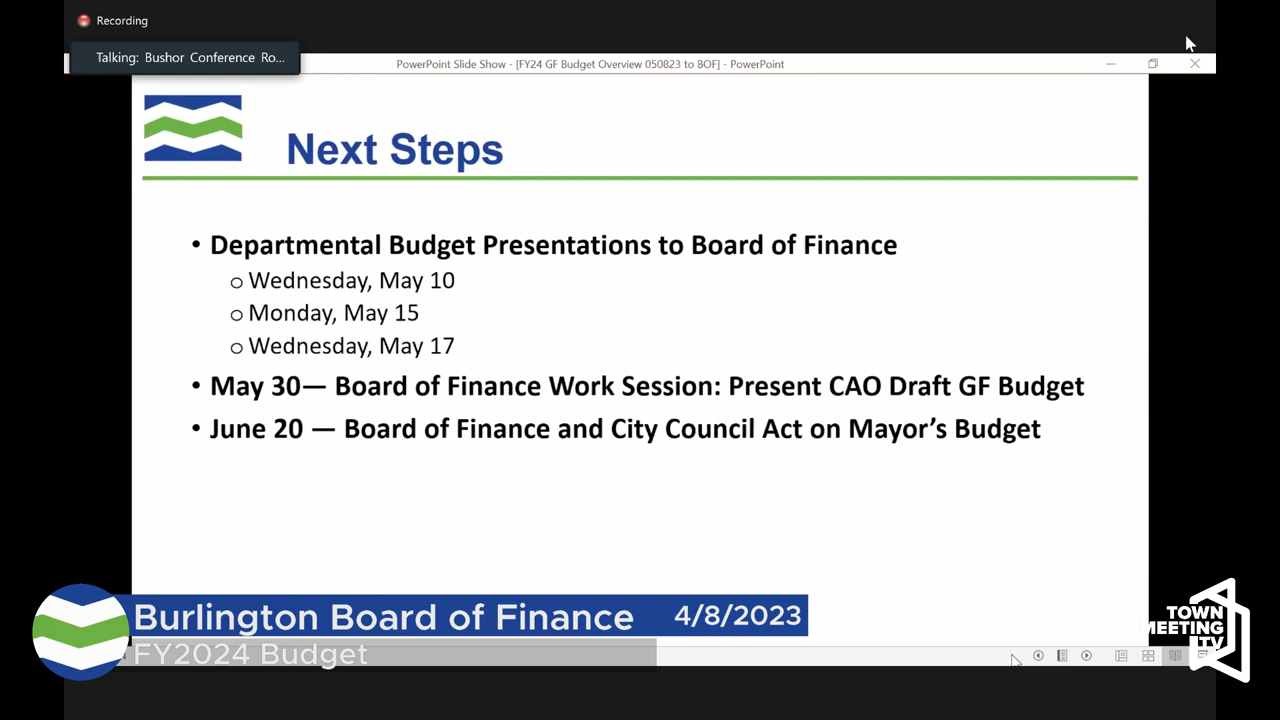 Recording
Talking: Bushor Conference Ro...
PowerPoint Slide Show - [FY24 GF Budget Overview 050823 to BOF] - PowerPoint
Next Steps
• Departmental Budget Presentations to Board of Finance
o Wednesday, May 10
o Monday, May 15
o Wednesday, May 17
• May 30— Board of Finance Work Session: Present CAO Draft GF Budget
• June 20 — Board of Finance and City Council Act on Mayor's Budget
Burlington Board of Finance 4/8/2023
FY2024 Budget
TOWN
MEETING
TV